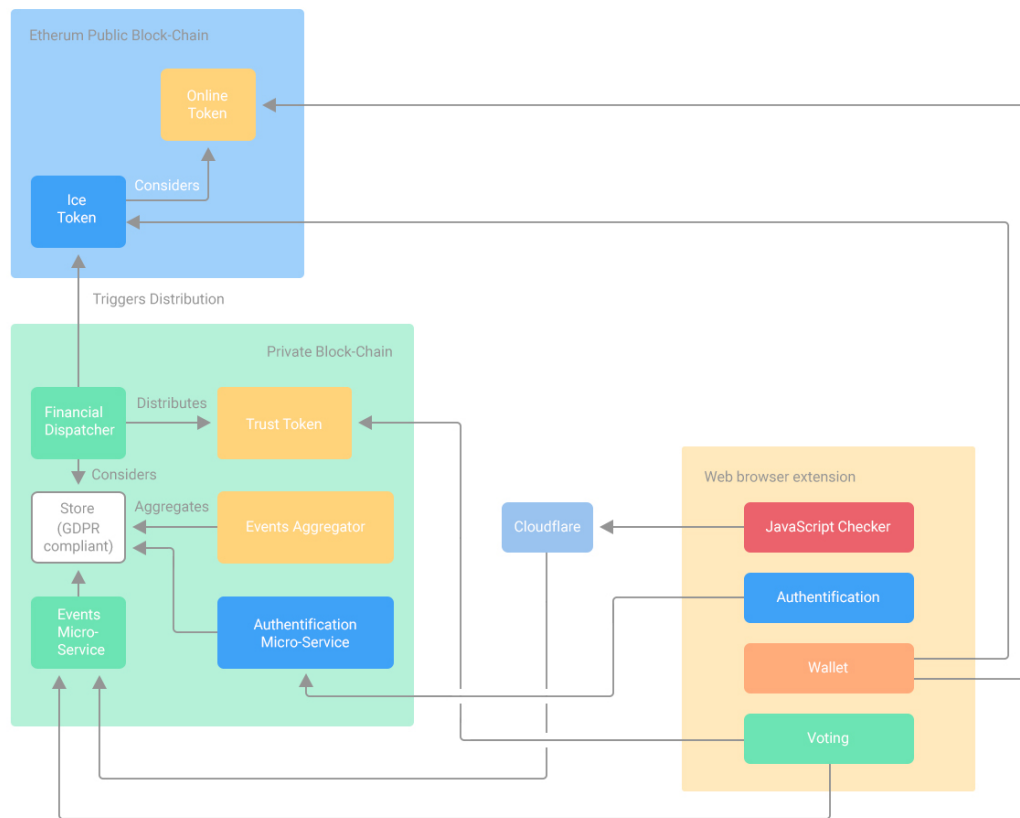 Etherum Public Block-Chain
Online
Token
Considers
Ice
Token
Triggers Distribution
Private Block-Chain
Financial
Dispatcher
Distributes
Trust Token
Considers
Store
(GDPR
compliant)
Aggregates
Events Aggregator
Events
Micro-
Service
Authentification
Micro-Service
Cloudflare
Web browser extension
JavaScript Checker
Authentification
Wallet
Voting